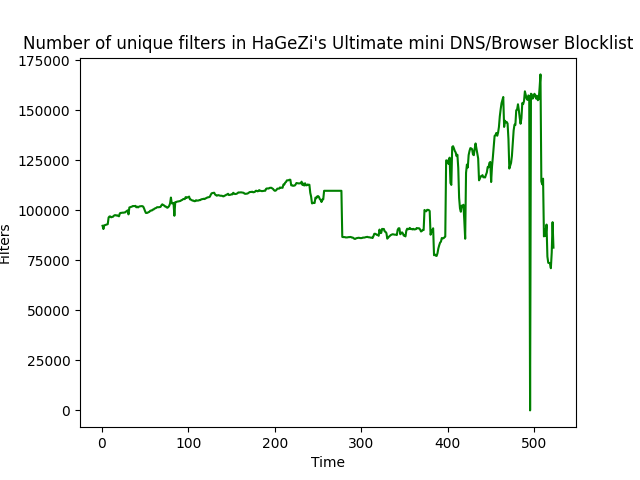 Number of unique filters in HaGeZi's Ultimate mini DNS/Browser Blocklist
175000
150000
125000
100000
75000
50000
25000
0
Filters
0 100 200 300 400 500
Time